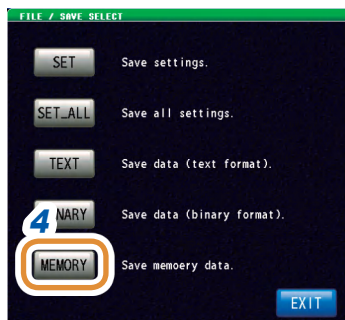 FILE / SAVE SELECT
SET Save settings.
SET_ALL Save all settings.
TEXT Save data (text format).
4 NARY Save data (binary format).
MEMORY Save memoery data.
EXIT